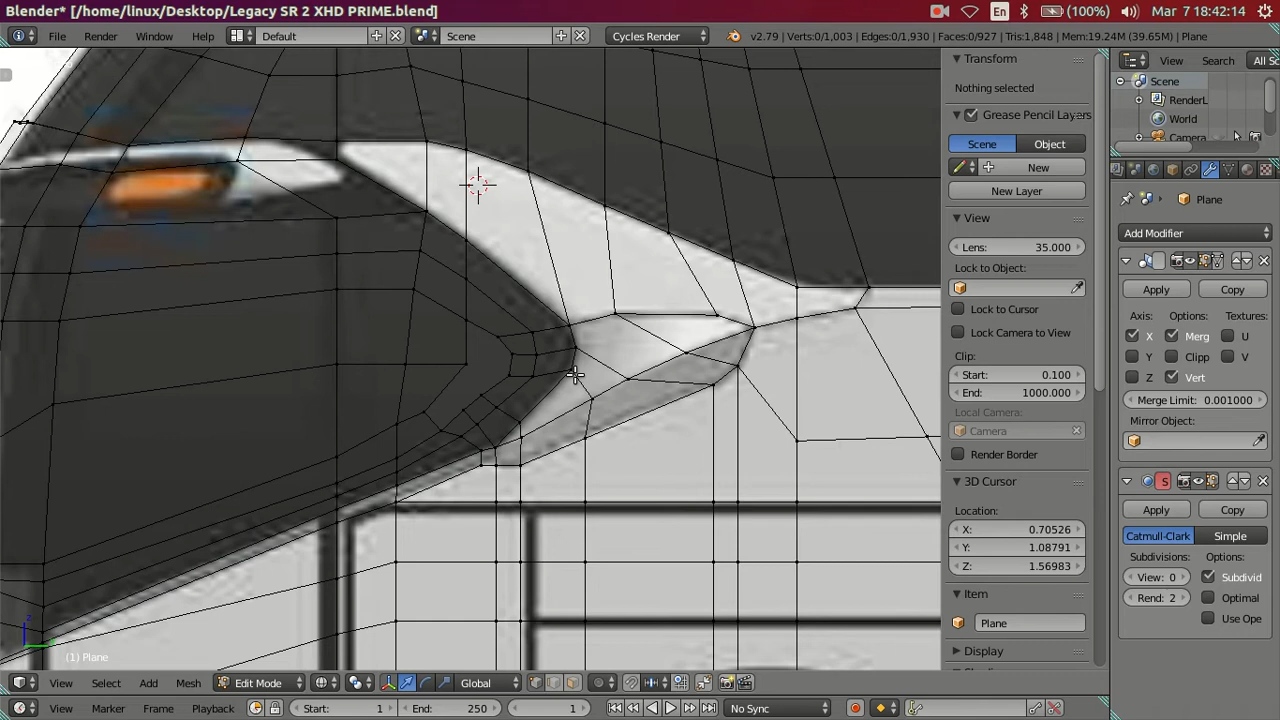 Blender* [/home/linux/Desktop/Legacy SR 2 XHD PRIME.blend]
En (100%) Mar 7 18:42:14
File Render Window Help Default Scene Cycles Render v2.79 | Verts:0/1,003 | Edges:0/1,930 | Faces:0/927 | Tris:1,848 | Mem:19.24M (39.65M) | Plane
Transform
Nothing selected
Grease Pencil Layers
Scene Object
New
New Layer
View
Lens: 35.000
Lock to Object:
Lock to Cursor
Lock Camera to View
Clip:
Start: 0.100
End: 1000.000
Local Camera:
Camera
Render Border
3D Cursor
Location:
X: 0.70526
Y: 1.08791
Z: 1.56983
Item
Plane
Display
View Search All Sc
Scene
RenderL
World
Camera
Plane
Add Modifier
Apply Copy
Axis: Options: Textures:
X Merg U
Y Clipp V
Z Vert
Merge Limit: 0.001000
Mirror Object:
S
Apply Copy
Catmull-Clark Simple
Subdivisions: Options:
View: 0 Subdivid
Rend: 2 Optimal
Use Ope
z
(1) Plane
View Select Add Mesh Edit Mode Global
View Marker Frame Playback Start: 1 End: 250 1 No Sync